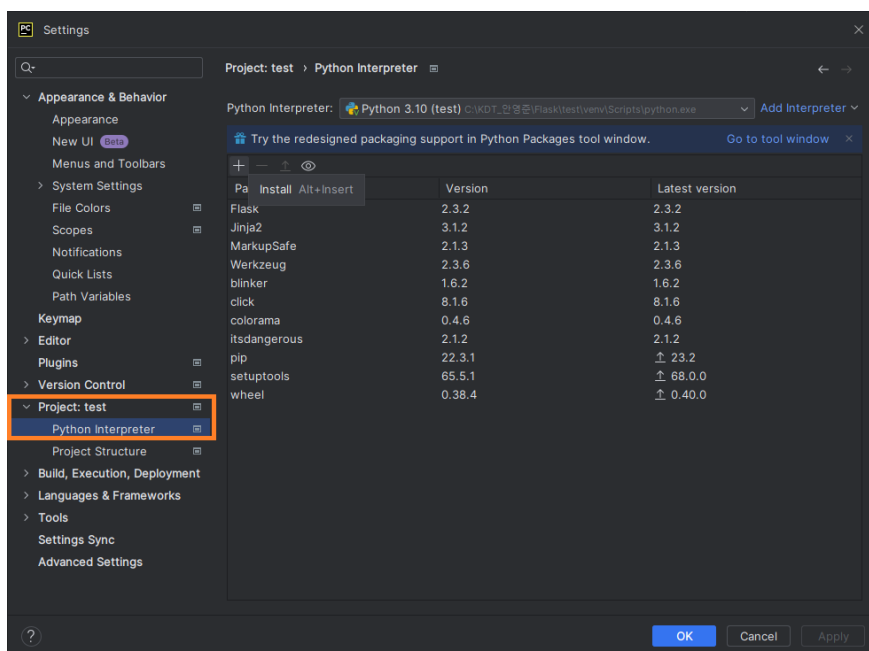 PC Settings
Project: test › Python Interpreter
Appearance & Behavior
Appearance
New UI Beta
Menus and Toolbars
System Settings
File Colors
Scopes
Notifications
Quick Lists
Path Variables
Keymap
Editor
Plugins
Version Control
Project: test
Python Interpreter
Project Structure
Build, Execution, Deployment
Languages & Frameworks
Tools
Settings Sync
Advanced Settings
Python Interpreter: Python 3.10 (test) C:\KDT_안영준\Flask\test\venv\Scripts\python.exe Add Interpreter
Try the redesigned packaging support in Python Packages tool window. Go to tool window
Install Alt+Insert
Pa Version Latest version
Flask 2.3.2 2.3.2
Jinja2 3.1.2 3.1.2
MarkupSafe 2.1.3 2.1.3
Werkzeug 2.3.6 2.3.6
blinker 1.6.2 1.6.2
click 8.1.6 8.1.6
colorama 0.4.6 0.4.6
itsdangerous 2.1.2 2.1.2
pip 22.3.1 23.2
setuptools 65.5.1 68.0.0
wheel 0.38.4 0.40.0
? OK Cancel Apply